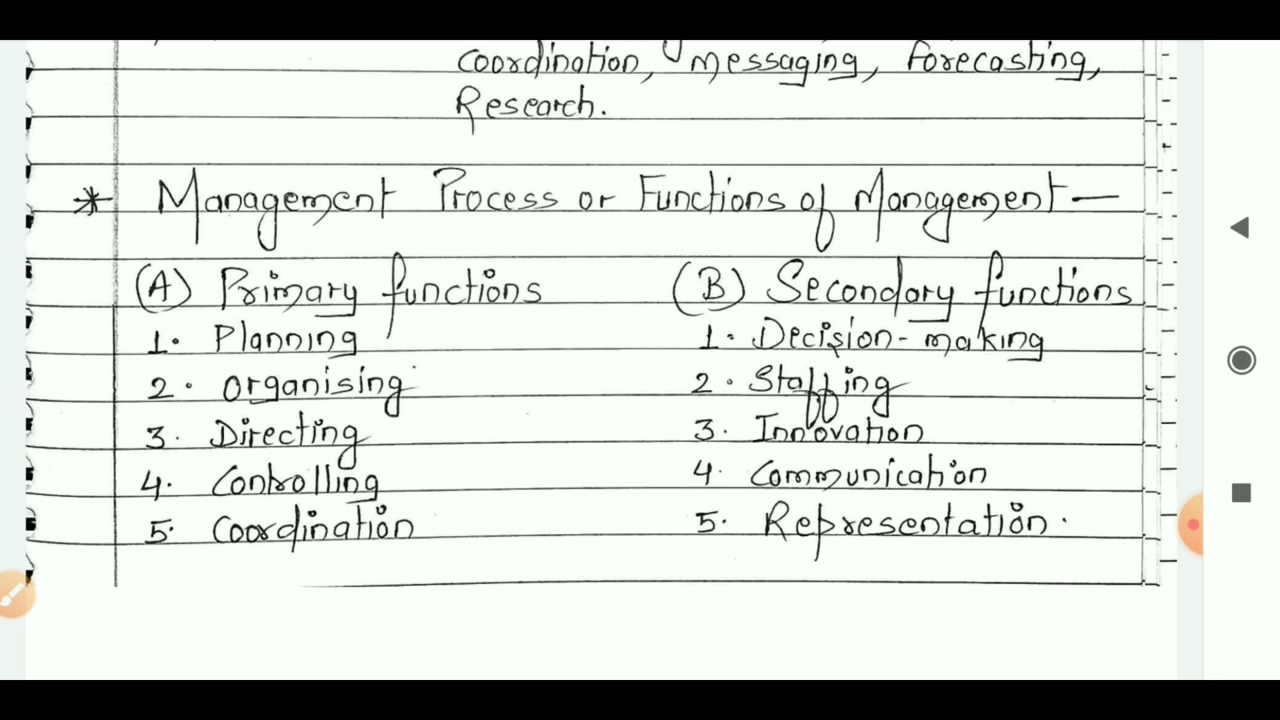 coordination, messaging, Forecasting,
Research.
* Management Process or Functions of Management —
(A) Primary functions (B) Secondary functions
1. Planning 1. Decision-making
2. Organising 2. Staffing
3. Directing 3. Innovation
4. Controlling 4. Communication
5. Coordination 5. Representation.